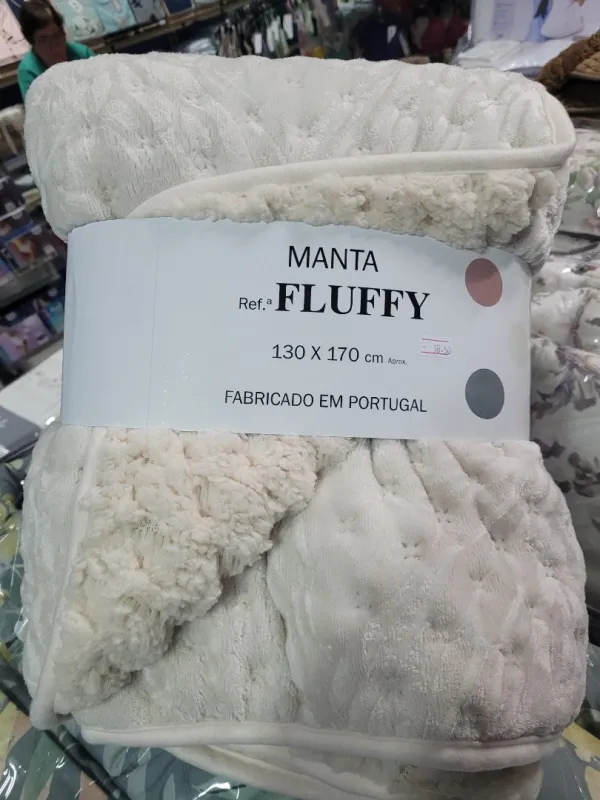 MANTA
Ref.ª FLUFFY
130 X 170 cm Aprox.
FABRICADO EM PORTUGAL